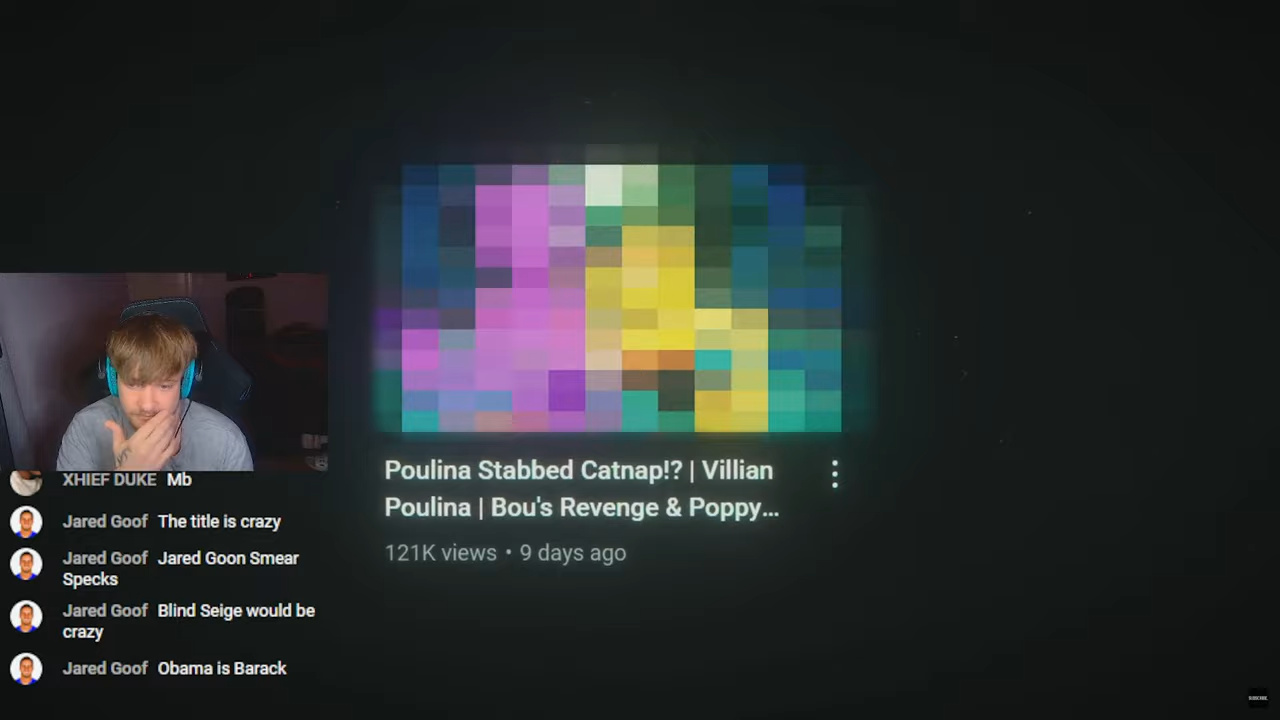 Poulina Stabbed Catnap!? | Villian
Poulina | Bou's Revenge & Poppy...
121K views • 9 days ago
XHIEF DUKE Mb
Jared Goof The title is crazy
Jared Goof Jared Goon Smear
Specks
Jared Goof Blind Seige would be
crazy
Jared Goof Obama is Barack
SUBSCRIBE